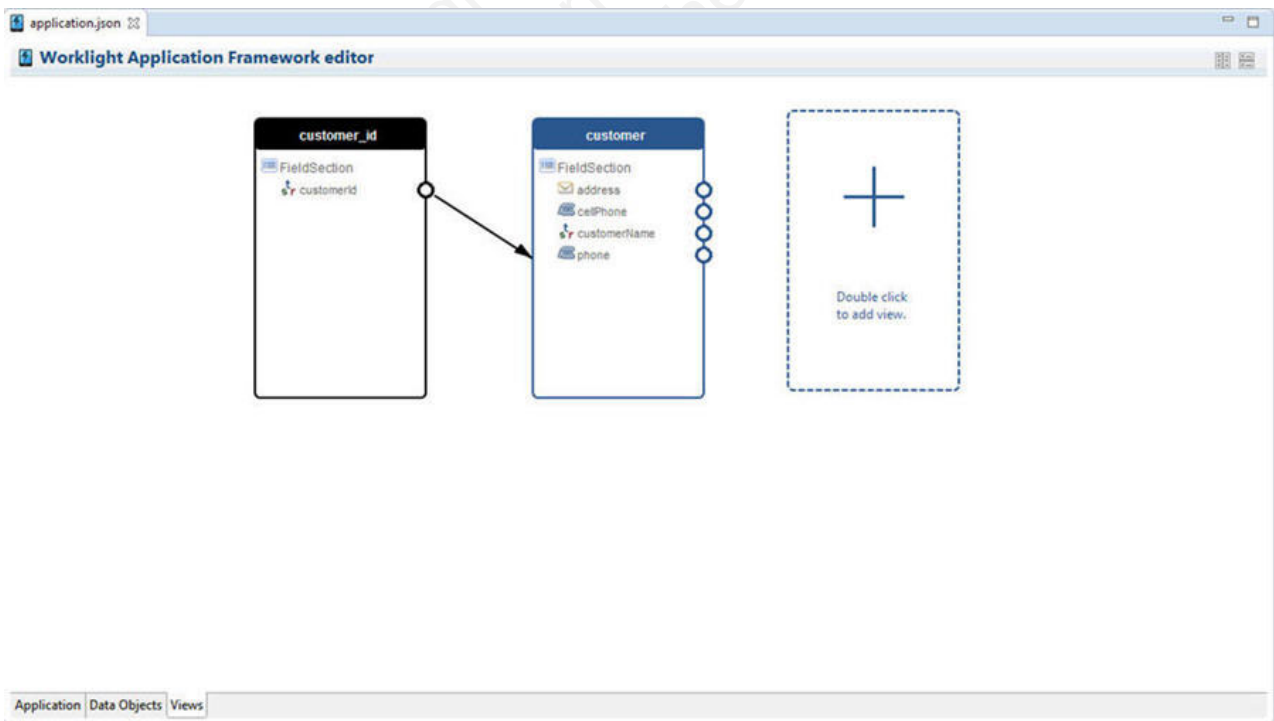 application.json
Worklight Application Framework editor
customer_id
FieldSection
customerId
customer
FieldSection
address
cellPhone
customerName
phone
Double click
to add view.
Application Data Objects Views